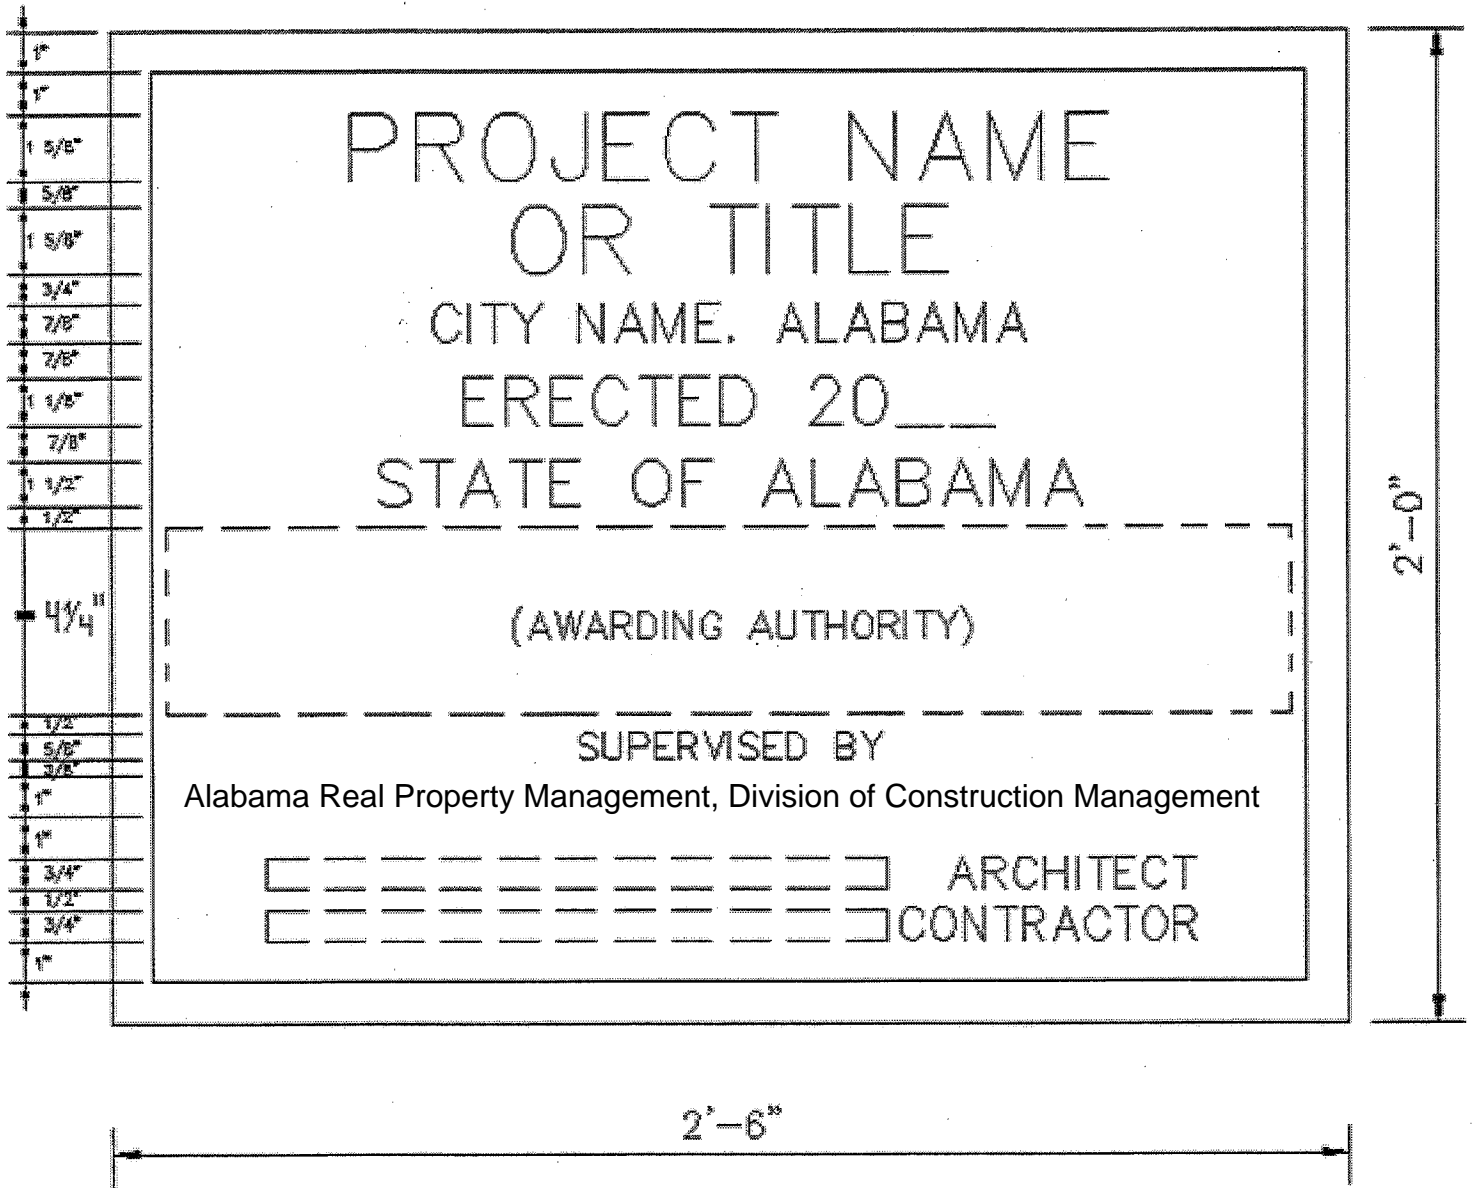 1"
1"
1 5/8"
5/8"
1 5/8"
3/4"
7/8"
7/8"
1 1/8"
7/8"
1 1/2"
1/2"
4 1/4"
1/2"
5/8"
3/8"
1"
1"
3/4"
1/2"
3/4"
1"
PROJECT NAME
OR TITLE
CITY NAME. ALABAMA
ERECTED 20__
STATE OF ALABAMA
(AWARDING AUTHORITY)
SUPERVISED BY
Alabama Real Property Management, Division of Construction Management
ARCHITECT
CONTRACTOR
2'-0"
2'-6"